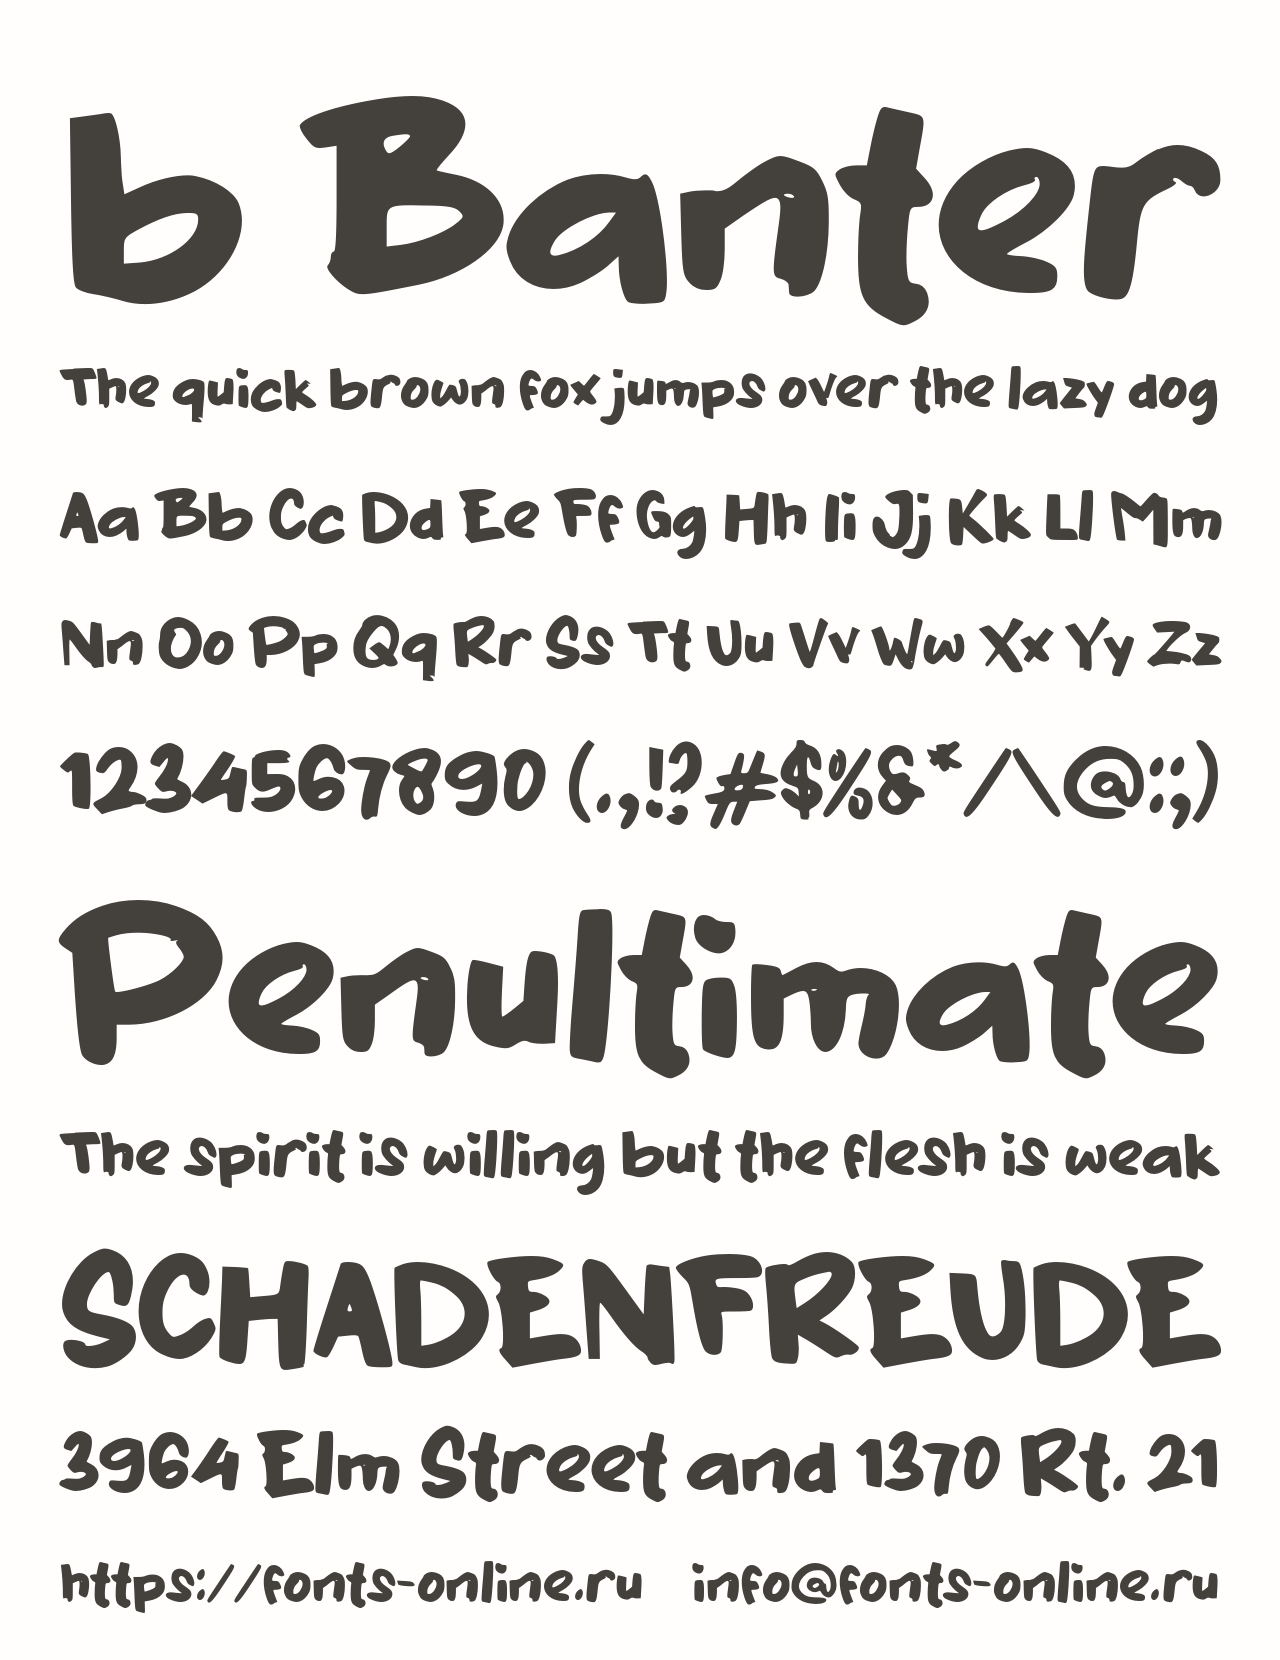 b Banter
The quick brown fox jumps over the lazy dog
Aa Bb Cc Dd Ee Ff Gg Hh Ii Jj Kk Ll Mm
Nn Oo Pp Qq Rr Ss Tt Uu Vv Ww Xx Yy Zz
1234567890 (.,!?#$%&*/\@:;)
Penultimate
The spirit is willing but the flesh is weak
SCHADENFREUDE
3964 Elm Street and 1370 Rt. 21
https://fonts-online.ru info@fonts-online.ru